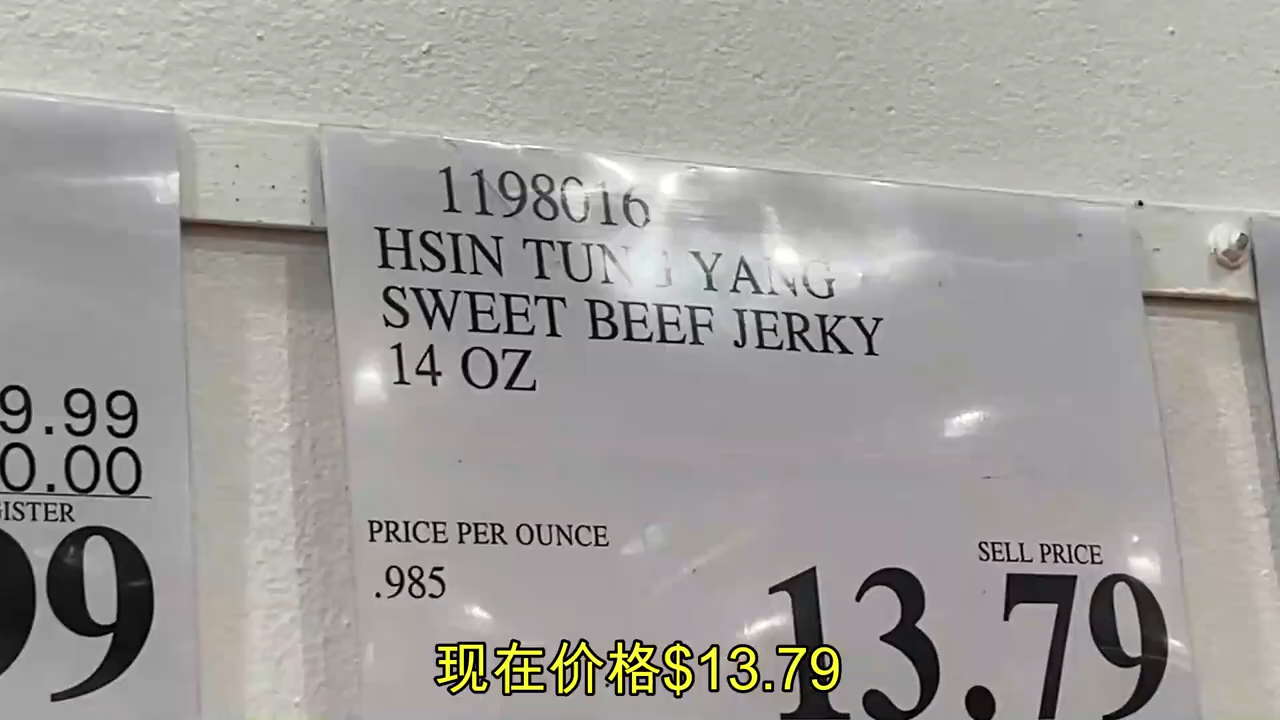 9.99
0.00
GISTER
99
1198016
HSIN TUNG YANG
SWEET BEEF JERKY
14 OZ
PRICE PER OUNCE
.985
SELL PRICE
13.79
现在价格$13.79